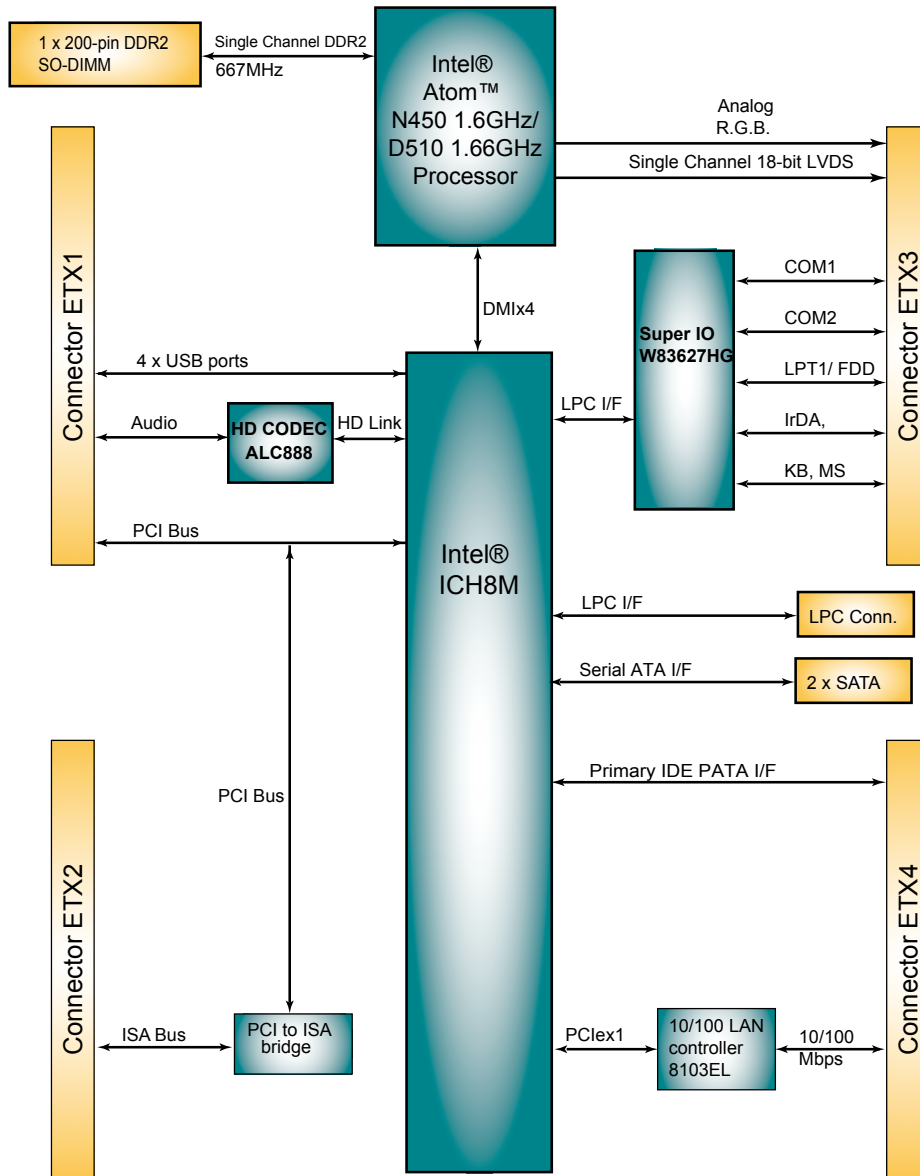 1 x 200-pin DDR2
SO-DIMM
Single Channel DDR2
667MHz
Intel®
Atom™
N450 1.6GHz/
D510 1.66GHz
Processor
Analog
R.G.B.
Single Channel 18-bit LVDS
Connector ETX1
DMIx4
4 x USB ports
Audio
HD CODEC
ALC888
HD Link
PCI Bus
Intel®
ICH8M
LPC I/F
Super IO
W83627HG
COM1
COM2
LPT1/ FDD
IrDA,
KB, MS
Connector ETX3
LPC I/F
LPC Conn.
Serial ATA I/F
2 x SATA
Primary IDE PATA I/F
PCI Bus
Connector ETX2
ISA Bus
PCI to ISA
bridge
PCIex1
10/100 LAN
controller
8103EL
10/100
Mbps
Connector ETX4